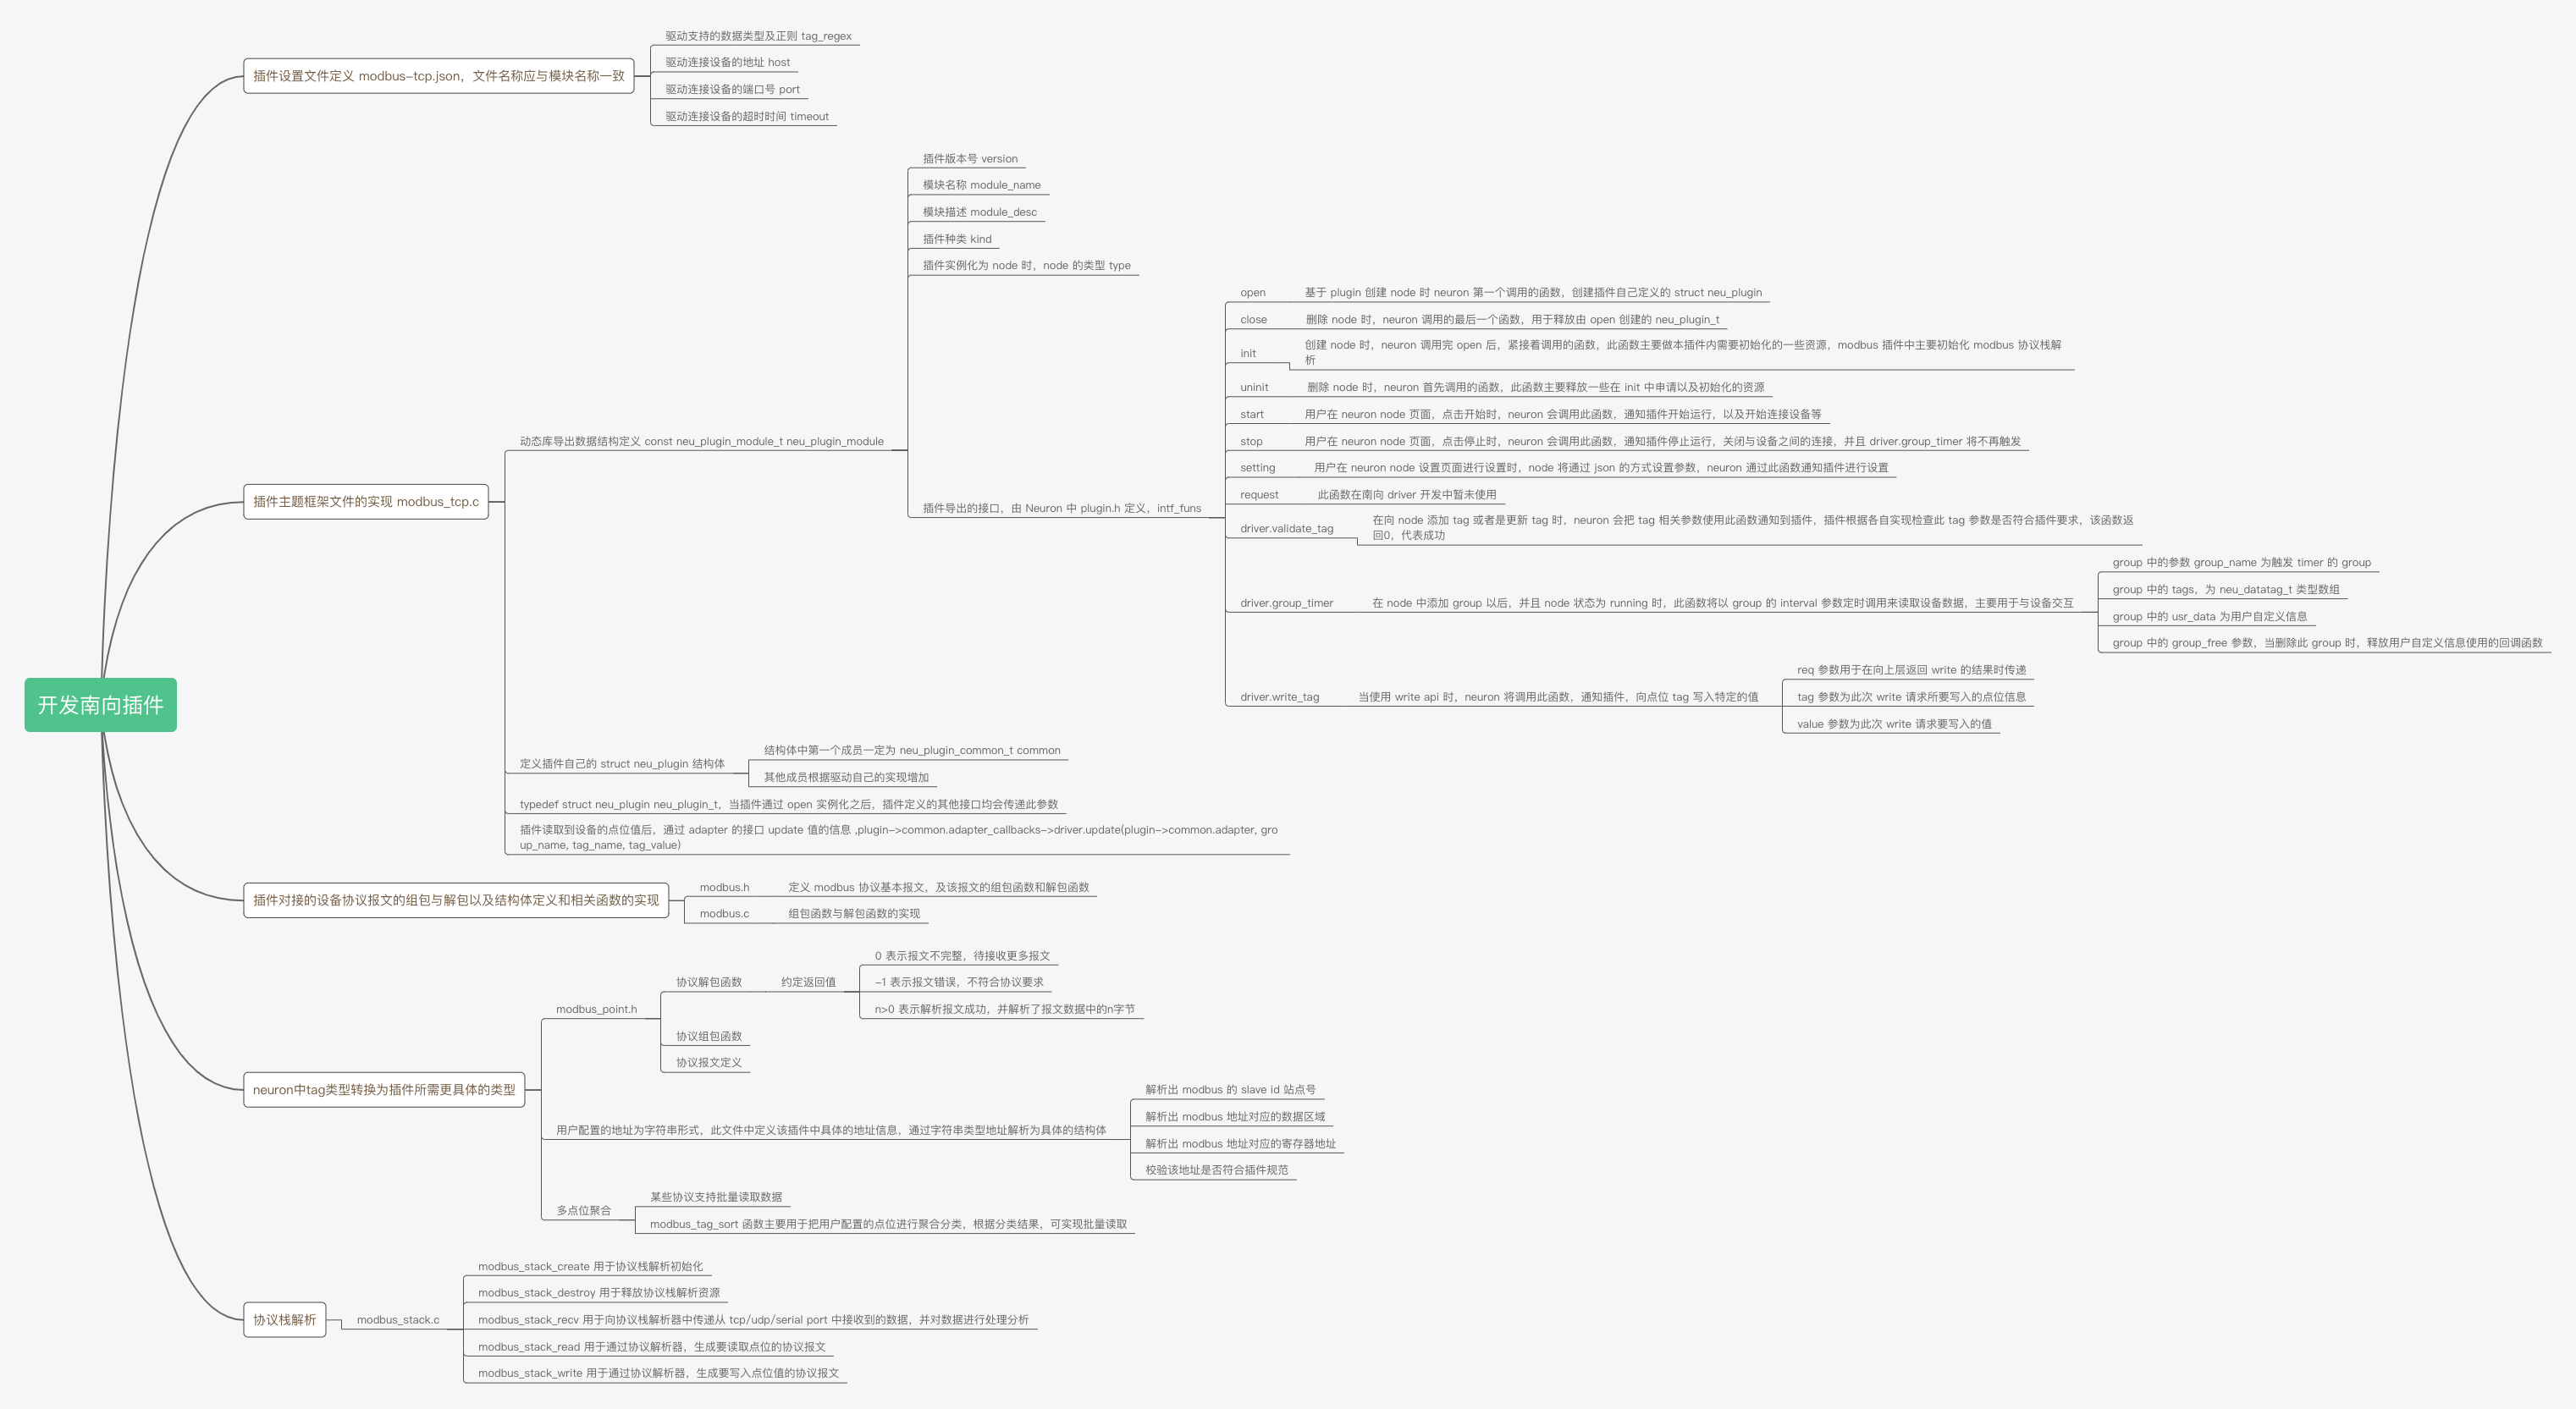 开发南向插件
插件设置文件定义 modbus-tcp.json，文件名称应与模块名称一致
驱动支持的数据类型及正则 tag_regex
驱动连接设备的地址 host
驱动连接设备的端口号 port
驱动连接设备的超时时间 timeout
插件主题框架文件的实现 modbus_tcp.c
动态库导出数据结构定义 const neu_plugin_module_t neu_plugin_module
插件版本号 version
模块名称 module_name
模块描述 module_desc
插件种类 kind
插件实例化为 node 时，node 的类型 type
插件导出的接口，由 Neuron 中 plugin.h 定义，intf_funs
open
基于 plugin 创建 node 时 neuron 第一个调用的函数，创建插件自己定义的 struct neu_plugin
close
删除 node 时，neuron 调用的最后一个函数，用于释放由 open 创建的 neu_plugin_t
init
创建 node 时，neuron 调用完 open 后，紧接着调用的函数，此函数主要做本插件内需要初始化的一些资源，modbus 插件中主要初始化 modbus 协议栈解
析
uninit
删除 node 时，neuron 首先调用的函数，此函数主要释放一些在 init 中申请以及初始化的资源
start
用户在 neuron node 页面，点击开始时，neuron 会调用此函数，通知插件开始运行，以及开始连接设备等
stop
用户在 neuron node 页面，点击停止时，neuron 会调用此函数，通知插件停止运行，关闭与设备之间的连接，并且 driver.group_timer 将不再触发
setting
用户在 neuron node 设置页面进行设置时，node 将通过 json 的方式设置参数，neuron 通过此函数通知插件进行设置
request
此函数在南向 driver 开发中暂未使用
driver.validate_tag
在向 node 添加 tag 或者是更新 tag 时，neuron 会把 tag 相关参数使用此函数通知到插件，插件根据各自实现检查此 tag 参数是否符合插件要求，该函数返
回0，代表成功
driver.group_timer
在 node 中添加 group 以后，并且 node 状态为 running 时，此函数将以 group 的 interval 参数定时调用来读取设备数据，主要用于与设备交互
group 中的参数 group_name 为触发 timer 的 group
group 中的 tags，为 neu_datatag_t 类型数组
group 中的 usr_data 为用户自定义信息
group 中的 group_free 参数，当删除此 group 时，释放用户自定义信息使用的回调函数
driver.write_tag
当使用 write api 时，neuron 将调用此函数，通知插件，向点位 tag 写入特定的值
req 参数用于在向上层返回 write 的结果时传递
tag 参数为此次 write 请求所要写入的点位信息
value 参数为此次 write 请求要写入的值
定义插件自己的 struct neu_plugin 结构体
结构体中第一个成员一定为 neu_plugin_common_t common
其他成员根据驱动自己的实现增加
typedef struct neu_plugin neu_plugin_t，当插件通过 open 实例化之后，插件定义的其他接口均会传递此参数
插件读取到设备的点位值后，通过 adapter 的接口 update 值的信息 ,plugin->common.adapter_callbacks->driver.update(plugin->common.adapter, gro
up_name, tag_name, tag_value)
插件对接的设备协议报文的组包与解包以及结构体定义和相关函数的实现
modbus.h
定义 modbus 协议基本报文，及该报文的组包函数和解包函数
modbus.c
组包函数与解包函数的实现
neuron中tag类型转换为插件所需更具体的类型
modbus_point.h
协议解包函数
约定返回值
0 表示报文不完整，待接收更多报文
-1 表示报文错误，不符合协议要求
n>0 表示解析报文成功，并解析了报文数据中的n字节
协议组包函数
协议报文定义
用户配置的地址为字符串形式，此文件中定义该插件中具体的地址信息，通过字符串类型地址解析为具体的结构体
解析出 modbus 的 slave id 站点号
解析出 modbus 地址对应的数据区域
解析出 modbus 地址对应的寄存器地址
校验该地址是否符合插件规范
多点位聚合
某些协议支持批量读取数据
modbus_tag_sort 函数主要用于把用户配置的点位进行聚合分类，根据分类结果，可实现批量读取
协议栈解析
modbus_stack.c
modbus_stack_create 用于协议栈解析初始化
modbus_stack_destroy 用于释放协议栈解析资源
modbus_stack_recv 用于向协议栈解析器中传递从 tcp/udp/serial port 中接收到的数据，并对数据进行处理分析
modbus_stack_read 用于通过协议解析器，生成要读取点位的协议报文
modbus_stack_write 用于通过协议解析器，生成要写入点位值的协议报文